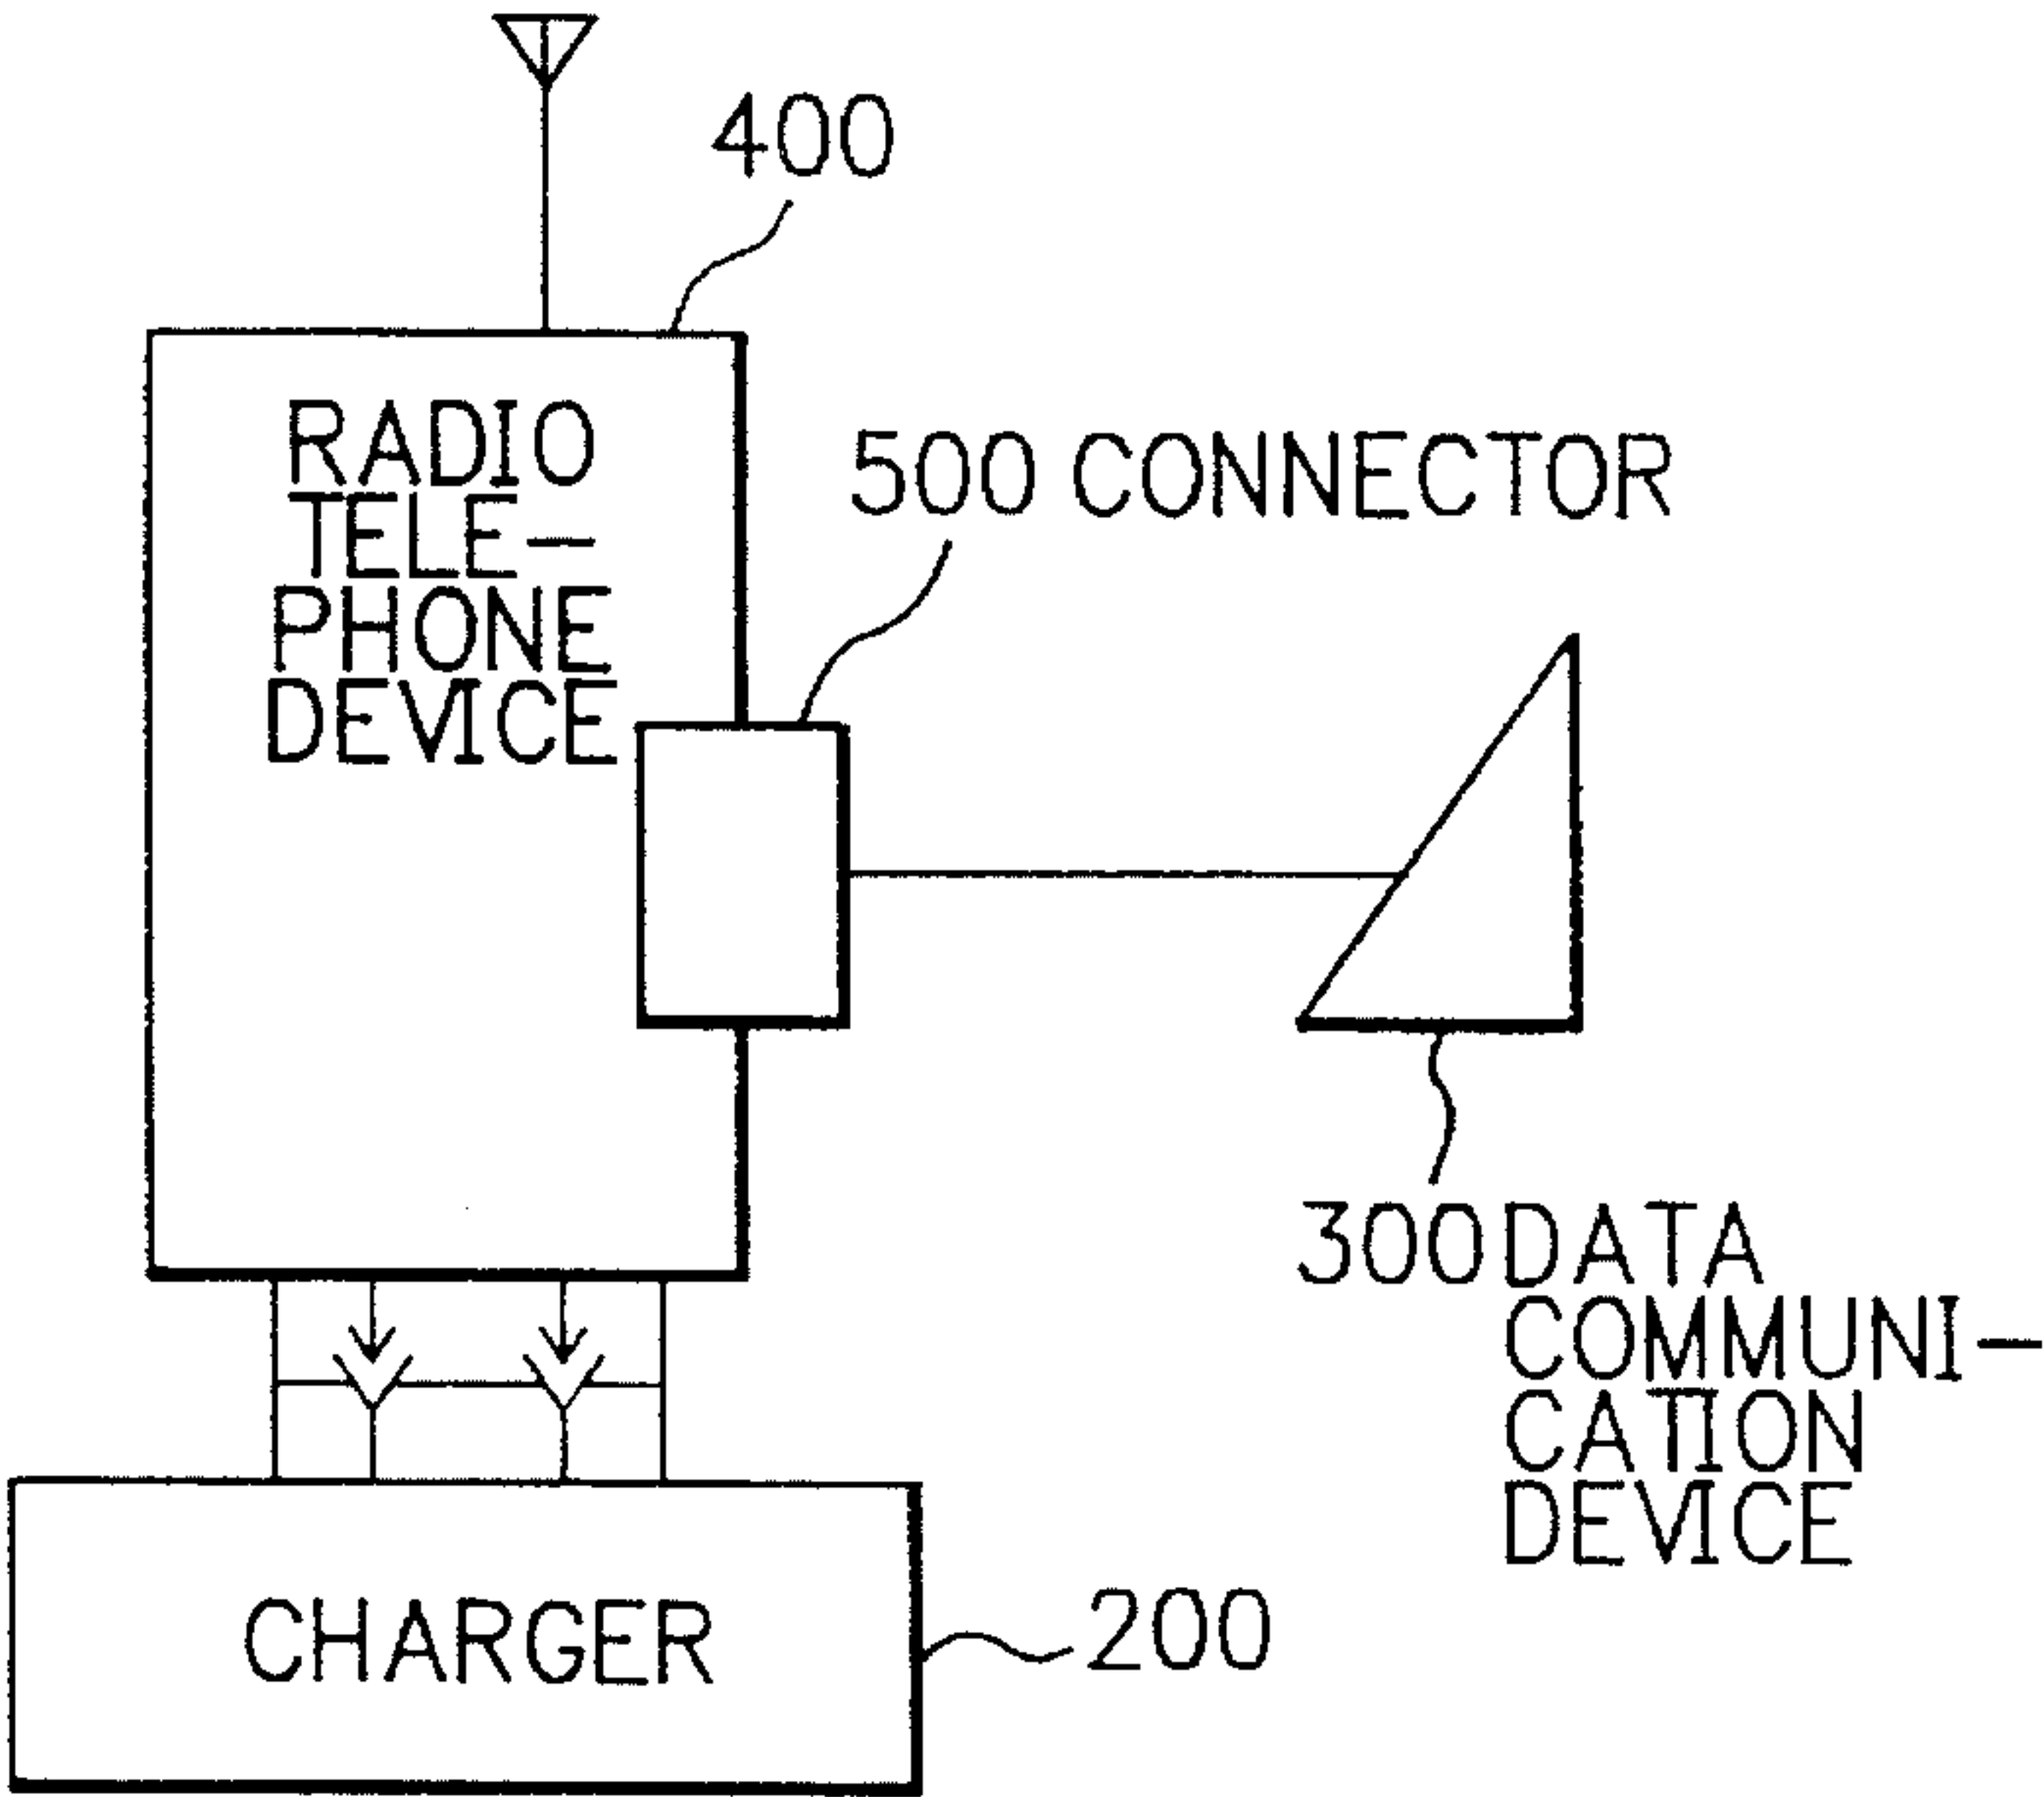 400
RADIO
TELE-
PHONE
DEVICE
500 CONNECTOR
300 DATA
COMMUNI-
CATION
DEVICE
CHARGER
200